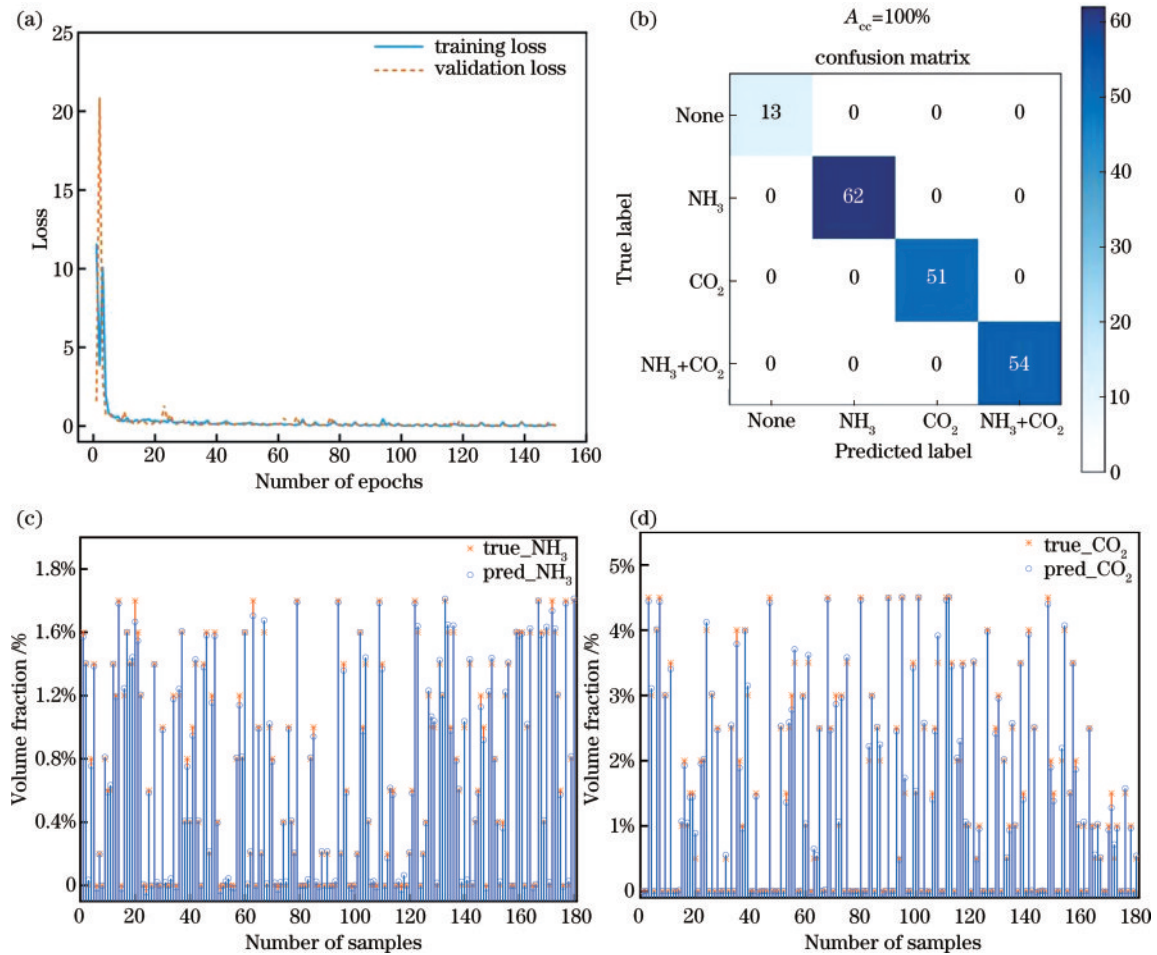 (a)
25
20
15
10
5
0
Loss
training loss
validation loss
0 20 40 60 80 100 120 140 160
Number of epochs
(b)
A_cc=100%
confusion matrix
True label
None 13 0 0 0
NH₃ 0 62 0 0
CO₂ 0 0 51 0
NH₃+CO₂ 0 0 0 54
None NH₃ CO₂ NH₃+CO₂
Predicted label
60
50
40
30
20
10
0
(c)
true_NH₃
pred_NH₃
1.8%
1.6%
1.2%
0.8%
0.4%
0
Volume fraction /%
0 20 40 60 80 100 120 140 160 180
Number of samples
(d)
true_CO₂
pred_CO₂
5%
4%
3%
2%
1%
0
Volume fraction /%
0 20 40 60 80 100 120 140 160 180
Number of samples